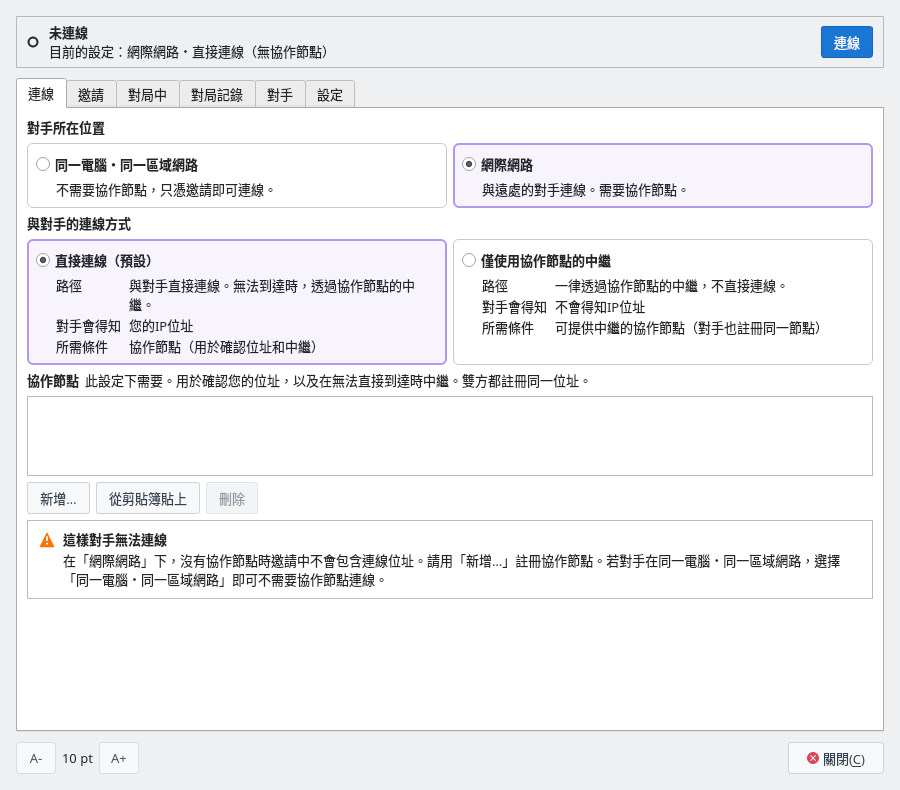 未連線
目前的設定：網際網路・直接連線（無協作節點）
連線
連線 邀請 對局中 對局記錄 對手 設定
對手所在位置
同一電腦・同一區域網路
不需要協作節點，只憑邀請即可連線。
網際網路
與遠處的對手連線。需要協作節點。
與對手的連線方式
直接連線（預設）
路徑 與對手直接連線。無法到達時，透過協作節點的中
繼。
對手會得知 您的IP位址
所需條件 協作節點（用於確認位址和中繼）
僅使用協作節點的中繼
路徑 一律透過協作節點的中繼，不直接連線。
對手會得知 不會得知IP位址
所需條件 可提供中繼的協作節點（對手也註冊同一節點）
協作節點 此設定下需要。用於確認您的位址，以及在無法直接到達時中繼。雙方都註冊同一位址。
新增... 從剪貼簿貼上 刪除
這樣對手無法連線
在「網際網路」下，沒有協作節點時邀請中不會包含連線位址。請用「新增...」註冊協作節點。若對手在同一電腦・同一區域網路，選擇
「同一電腦・同一區域網路」即可不需要協作節點連線。
A- 10 pt A+ 關閉(C)